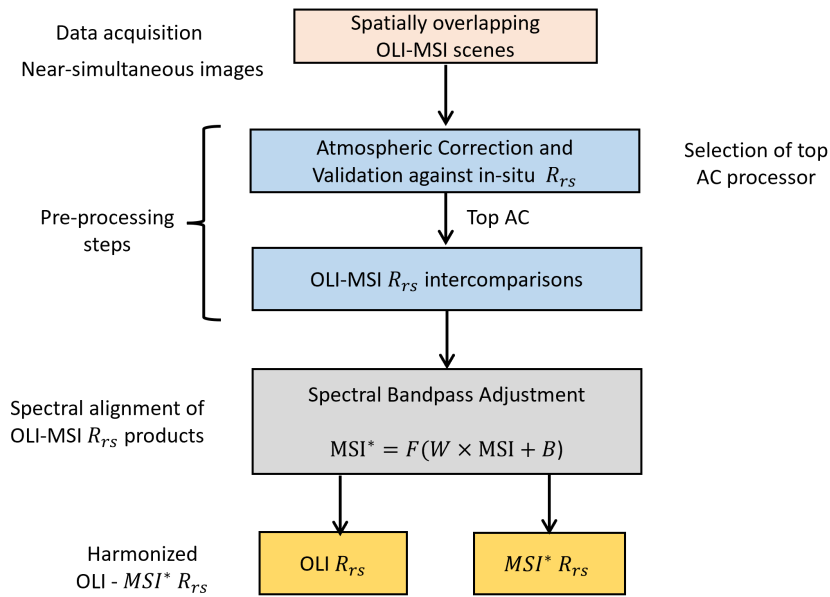 Data acquisition
Near-simultaneous images
Spatially overlapping
OLI-MSI scenes
Atmospheric Correction and
Validation against in-situ R_rs
Selection of top
AC processor
Pre-processing
steps
Top AC
OLI-MSI R_rs intercomparisons
Spectral alignment of
OLI-MSI R_rs products
Spectral Bandpass Adjustment
MSI* = F(W × MSI + B)
Harmonized
OLI - MSI* R_rs
OLI R_rs
MSI* R_rs